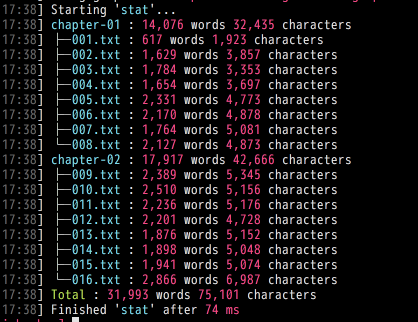 17:38] Starting 'stat'...
17:38] chapter-01 : 14,076 words 32,435 characters
17:38] ├─001.txt : 617 words 1,923 characters
17:38] ├─002.txt : 1,629 words 3,857 characters
17:38] ├─003.txt : 1,784 words 3,353 characters
17:38] ├─004.txt : 1,654 words 3,697 characters
17:38] ├─005.txt : 2,331 words 4,773 characters
17:38] ├─006.txt : 2,170 words 4,878 characters
17:38] ├─007.txt : 1,764 words 5,081 characters
17:38] └─008.txt : 2,127 words 4,873 characters
17:38] chapter-02 : 17,917 words 42,666 characters
17:38] ├─009.txt : 2,389 words 5,345 characters
17:38] ├─010.txt : 2,510 words 5,156 characters
17:38] ├─011.txt : 2,236 words 5,176 characters
17:38] ├─012.txt : 2,201 words 4,728 characters
17:38] ├─013.txt : 1,876 words 5,152 characters
17:38] ├─014.txt : 1,898 words 5,048 characters
17:38] ├─015.txt : 1,941 words 5,074 characters
17:38] └─016.txt : 2,866 words 6,987 characters
17:38] Total : 31,993 words 75,101 characters
17:38] Finished 'stat' after 74 ms